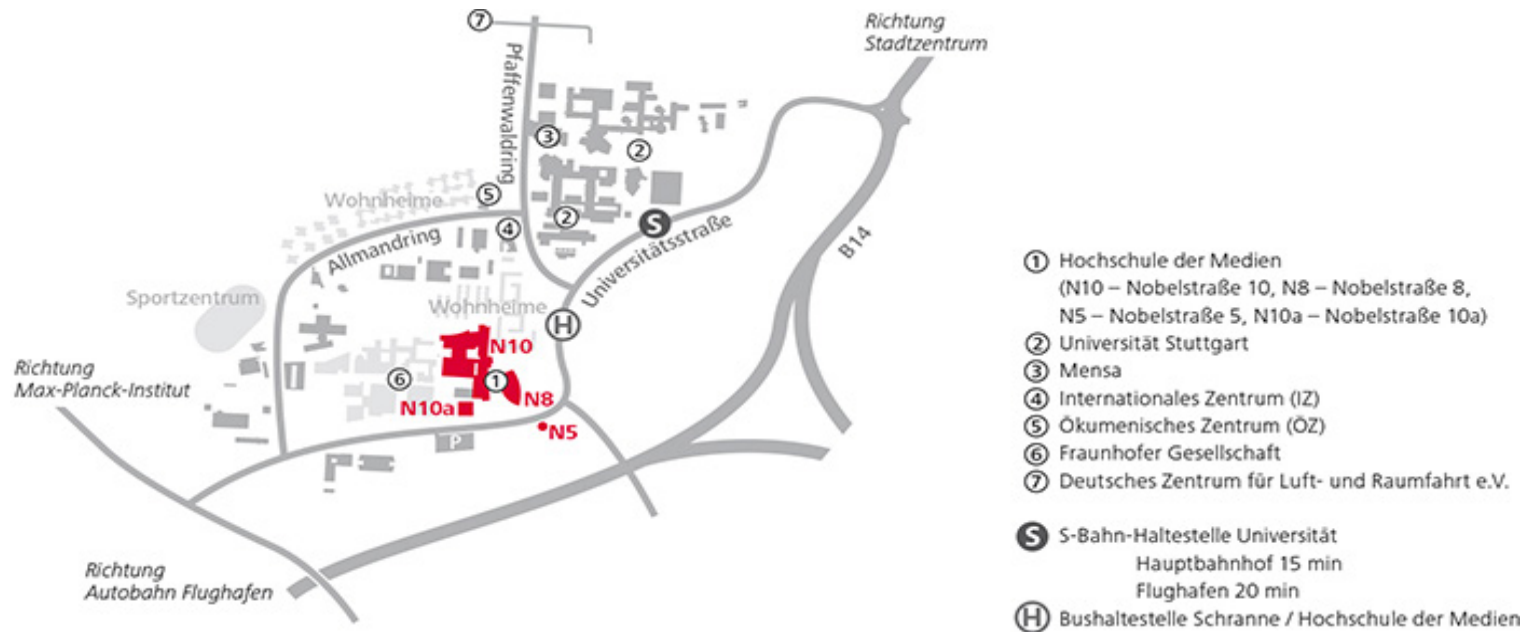 7
Richtung
Stadtzentrum
Pfaffenwaldring
3
2
Wohnheime
5
4
2
S
Allmandring
Universitätsstraße
B14
Sportzentrum
Wohnheime
H
N10
Richtung
Max-Planck-Institut
6
1
N8
N10a
N5
P
Richtung
Autobahn Flughafen
1 Hochschule der Medien
(N10 – Nobelstraße 10, N8 – Nobelstraße 8,
N5 – Nobelstraße 5, N10a – Nobelstraße 10a)
2 Universität Stuttgart
3 Mensa
4 Internationales Zentrum (IZ)
5 Ökumenisches Zentrum (ÖZ)
6 Fraunhofer Gesellschaft
7 Deutsches Zentrum für Luft- und Raumfahrt e.V.
S S-Bahn-Haltestelle Universität
Hauptbahnhof 15 min
Flughafen 20 min
H Bushaltestelle Schranne / Hochschule der Medien